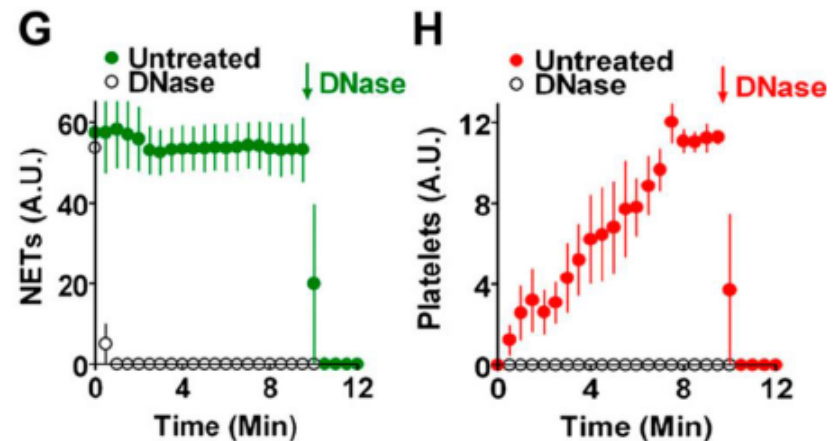 G
Untreated
DNase
DNase
NETs (A.U.)
60
40
20
0
0 4 8 12
Time (Min)
H
Untreated
DNase
DNase
Platelets (A.U.)
12
8
4
0
0 4 8 12
Time (Min)